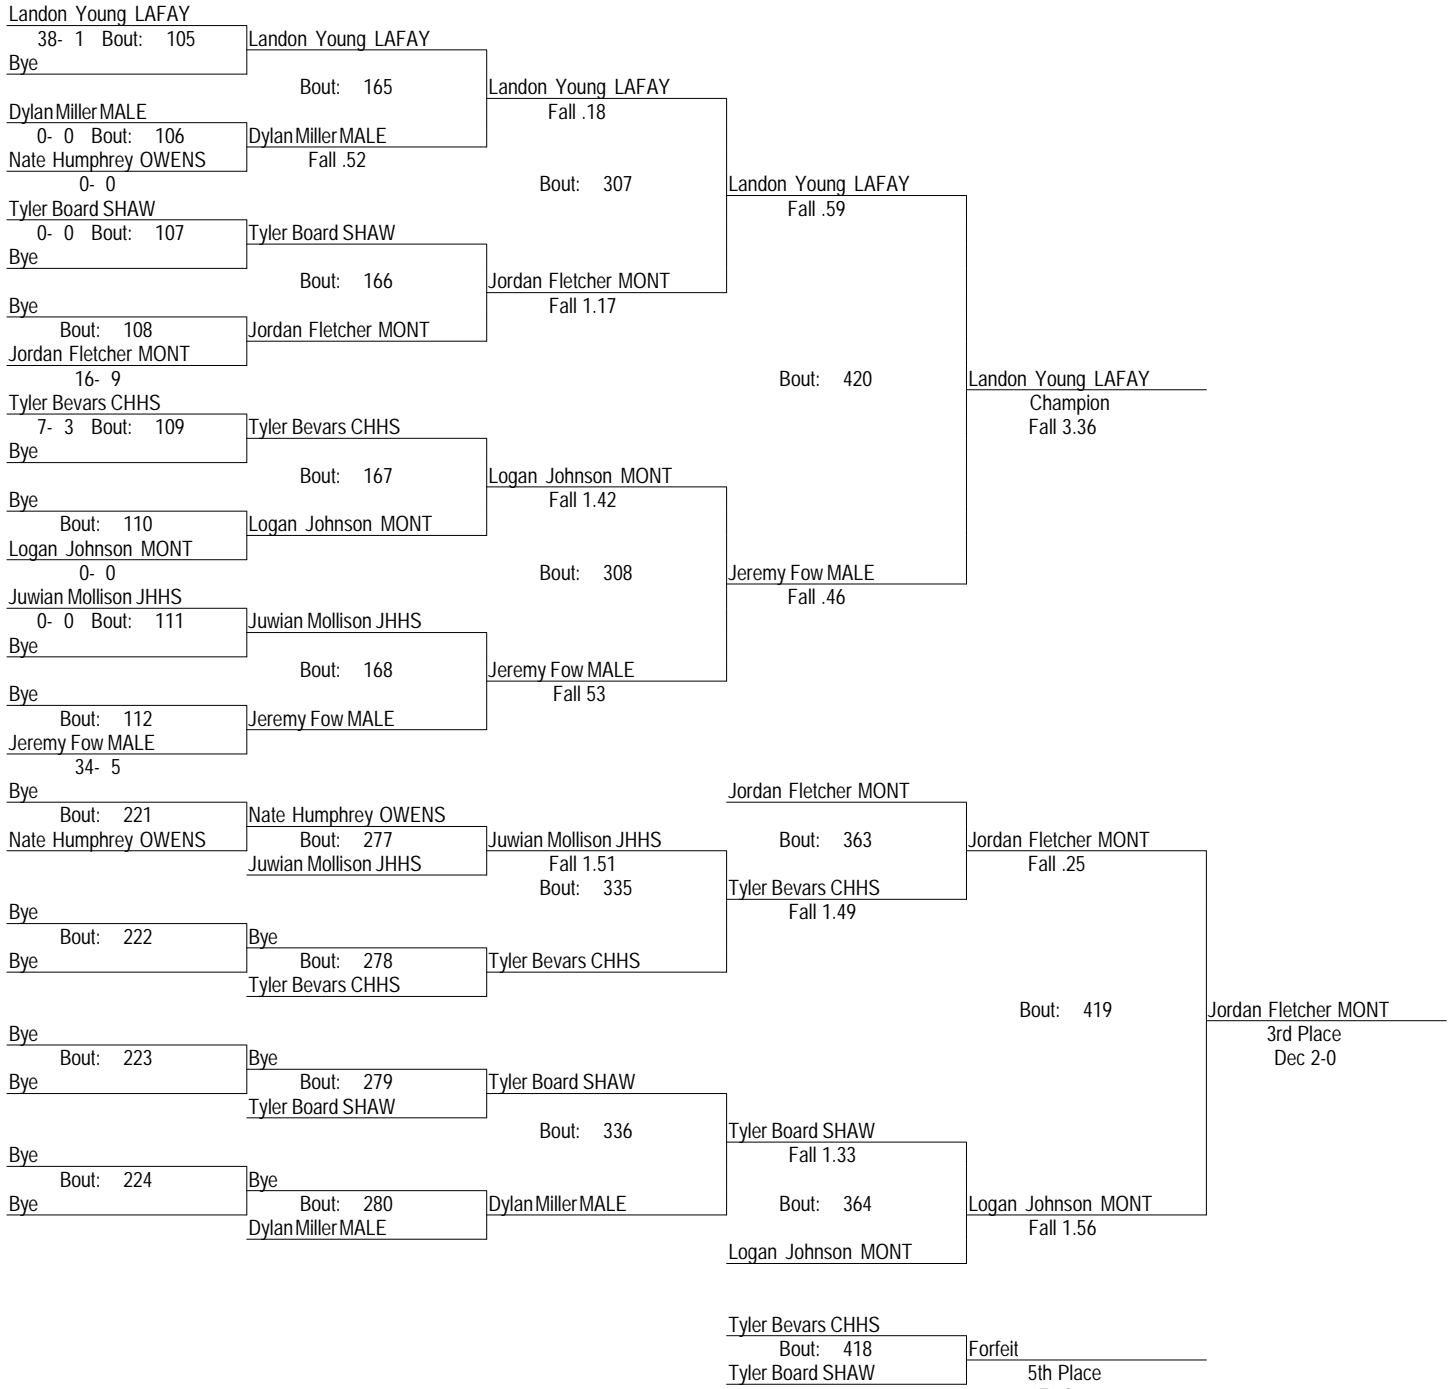 Landon Young LAFAY
38- 1 Bout: 105
Landon Young LAFAY
Bye
Bout: 165
Landon Young LAFAY
Fall .18
Dylan Miller MALE
0- 0 Bout: 106
Dylan Miller MALE
Fall .52
Nate Humphrey OWENS
0- 0
Bout: 307
Landon Young LAFAY
Fall .59
Tyler Board SHAW
0- 0 Bout: 107
Tyler Board SHAW
Bye
Bout: 166
Jordan Fletcher MONT
Fall 1.17
Bye
Bout: 108
Jordan Fletcher MONT
Jordan Fletcher MONT
16- 9
Bout: 420
Landon Young LAFAY
Champion
Fall 3.36
Tyler Bevars CHHS
7- 3 Bout: 109
Tyler Bevars CHHS
Bye
Bout: 167
Logan Johnson MONT
Fall 1.42
Bye
Bout: 110
Logan Johnson MONT
Logan Johnson MONT
0- 0
Bout: 308
Jeremy Fow MALE
Fall .46
Juwian Mollison JHHS
0- 0 Bout: 111
Juwian Mollison JHHS
Bye
Bout: 168
Jeremy Fow MALE
Fall 53
Bye
Bout: 112
Jeremy Fow MALE
Jeremy Fow MALE
34- 5
Bye
Bout: 221
Nate Humphrey OWENS
Nate Humphrey OWENS
Bout: 277
Juwian Mollison JHHS
Juwian Mollison JHHS
Fall 1.51
Bout: 335
Jordan Fletcher MONT
Bout: 363
Jordan Fletcher MONT
Fall .25
Tyler Bevars CHHS
Fall 1.49
Bye
Bout: 222
Bye
Bye
Bout: 278
Tyler Bevars CHHS
Tyler Bevars CHHS
Bout: 419
Jordan Fletcher MONT
3rd Place
Dec 2-0
Bye
Bout: 223
Bye
Bye
Bout: 279
Tyler Board SHAW
Tyler Board SHAW
Bout: 336
Tyler Board SHAW
Fall 1.33
Bye
Bout: 224
Bye
Bye
Bout: 280
Dylan Miller MALE
Dylan Miller MALE
Bout: 364
Logan Johnson MONT
Fall 1.56
Logan Johnson MONT
Tyler Bevars CHHS
Bout: 418
Forfeit
Tyler Board SHAW
5th Place